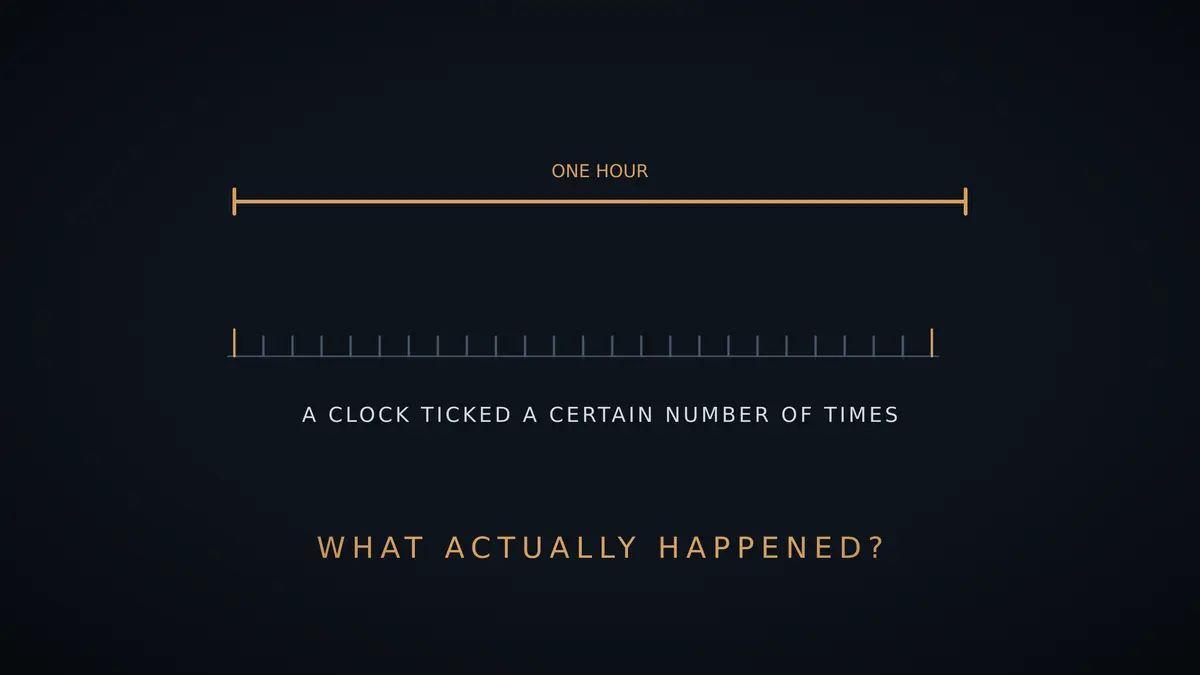 ONE HOUR
A CLOCK TICKED A CERTAIN NUMBER OF TIMES
WHAT ACTUALLY HAPPENED?